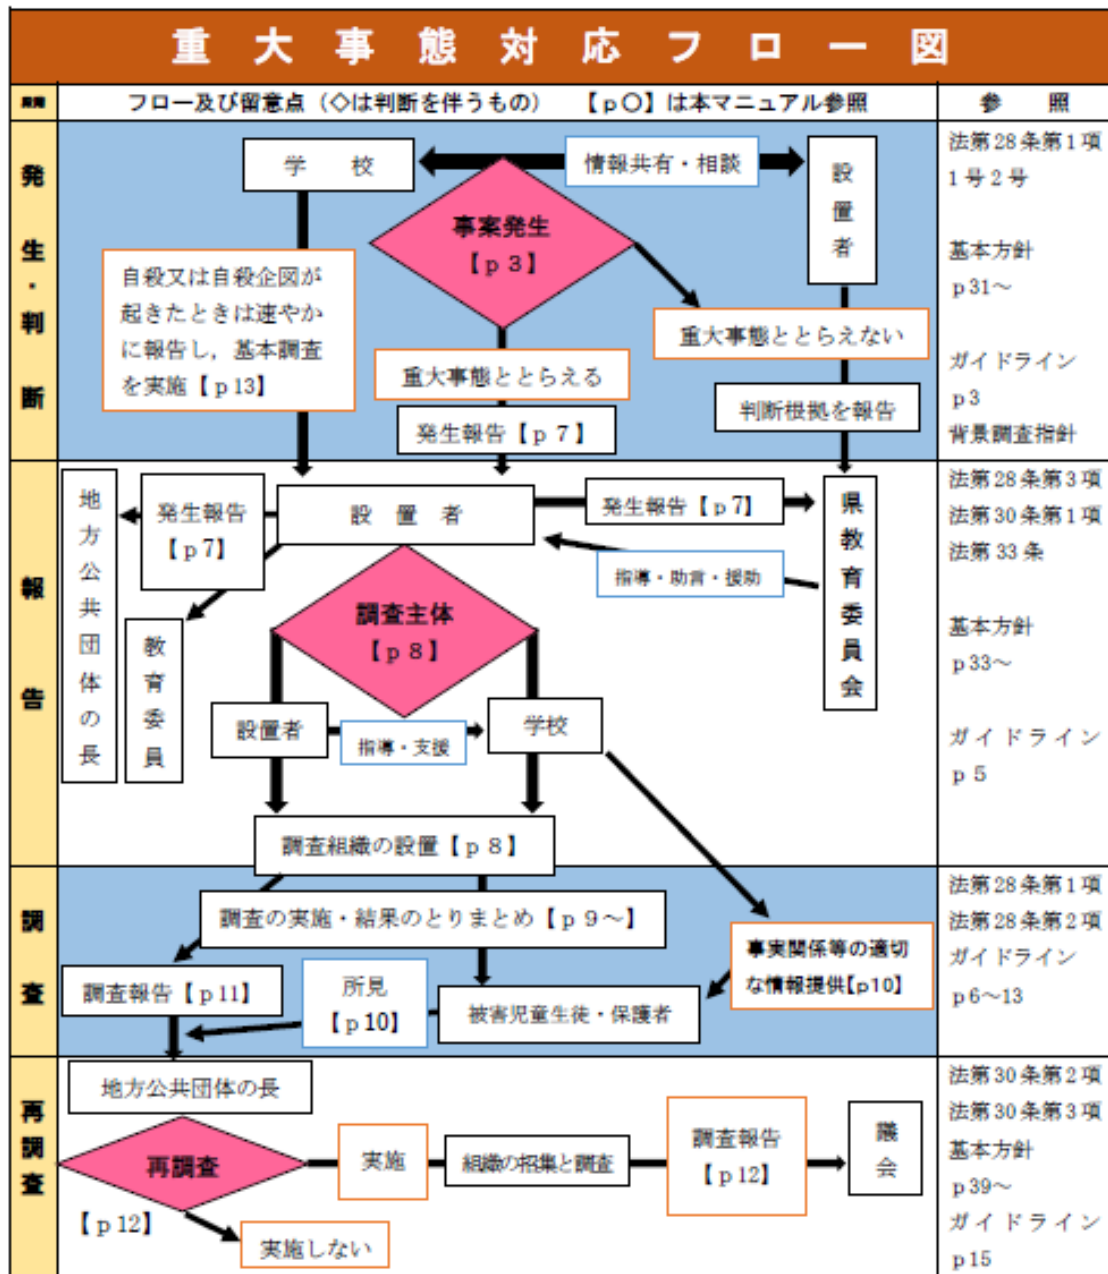 重大事態対応フロー図
フロー及び留意点（◇は判断を伴うもの）　【p〇】は本マニュアル参照
参　照
発生・判断
学　校
情報共有・相談
設置者
事案発生
【p3】
自殺又は自殺企図が
起きたときは速やか
に報告し，基本調査
を実施【p13】
重大事態ととらえない
重大事態ととらえる
判断根拠を報告
発生報告【p7】
法第28条第1項
1号2号
基本方針
p31～
ガイドライン
p3
背景調査指針
報告
地方公共団体の長
発生報告
【p7】
設　置　者
発生報告【p7】
県教育委員会
指導・助言・援助
教育委員
調査主体
【p8】
設置者
指導・支援
学校
調査組織の設置【p8】
法第28条第3項
法第30条第1項
法第33条
基本方針
p33～
ガイドライン
p5
調査
調査の実施・結果のとりまとめ【p9～】
事実関係等の適切
な情報提供【p10】
調査報告【p11】
所見
【p10】
被害児童生徒・保護者
法第28条第1項
法第28条第2項
ガイドライン
p6～13
再調査
地方公共団体の長
再調査
【p12】
実施
組織の招集と調査
調査報告
【p12】
議会
実施しない
法第30条第2項
法第30条第3項
基本方針
p39～
ガイドライン
p15